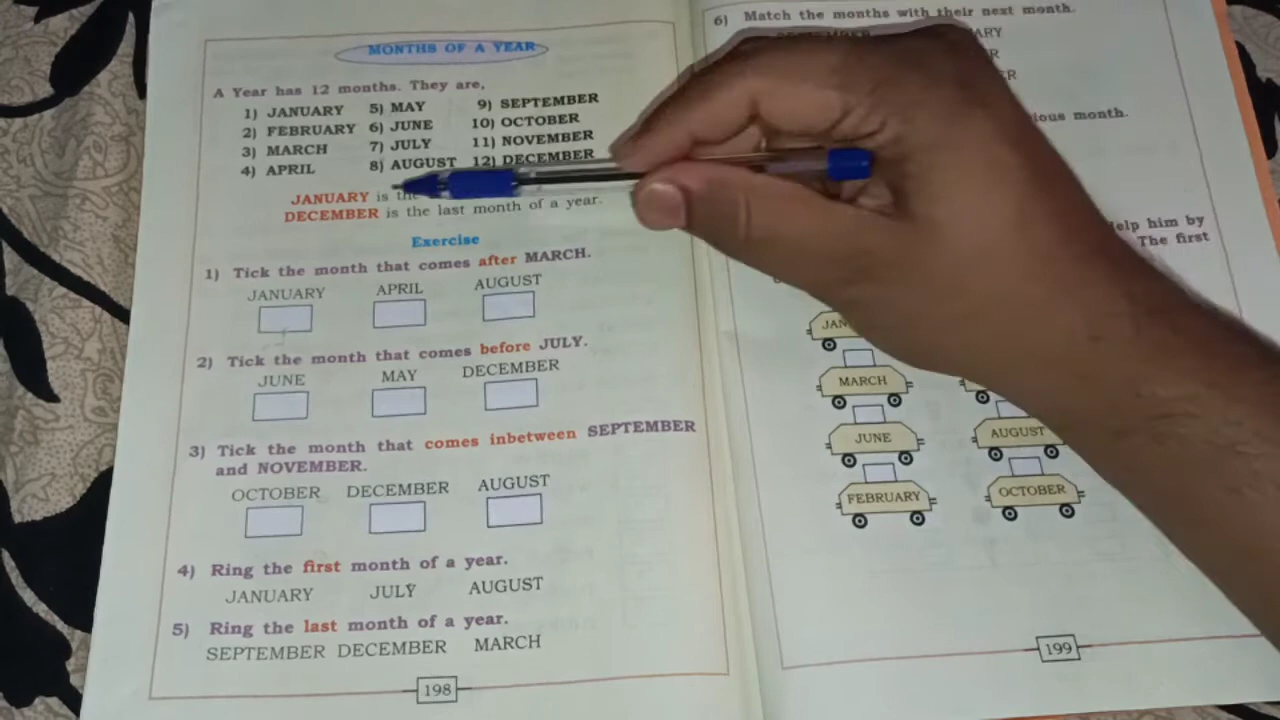 MONTHS OF A YEAR
A Year has 12 months. They are,
1) JANUARY 5) MAY 9) SEPTEMBER
2) FEBRUARY 6) JUNE 10) OCTOBER
3) MARCH 7) JULY 11) NOVEMBER
4) APRIL 8) AUGUST 12) DECEMBER
JANUARY is the
DECEMBER is the last month of a year.
Exercise
1) Tick the month that comes after MARCH.
JANUARY APRIL AUGUST
2) Tick the month that comes before JULY.
JUNE MAY DECEMBER
3) Tick the month that comes inbetween SEPTEMBER
and NOVEMBER.
OCTOBER DECEMBER AUGUST
4) Ring the first month of a year.
JANUARY JULY AUGUST
5) Ring the last month of a year.
SEPTEMBER DECEMBER MARCH
198
6) Match the months with their next month.
month.
him by
The first
MARCH
JUNE AUGUST
FEBRUARY OCTOBER
199